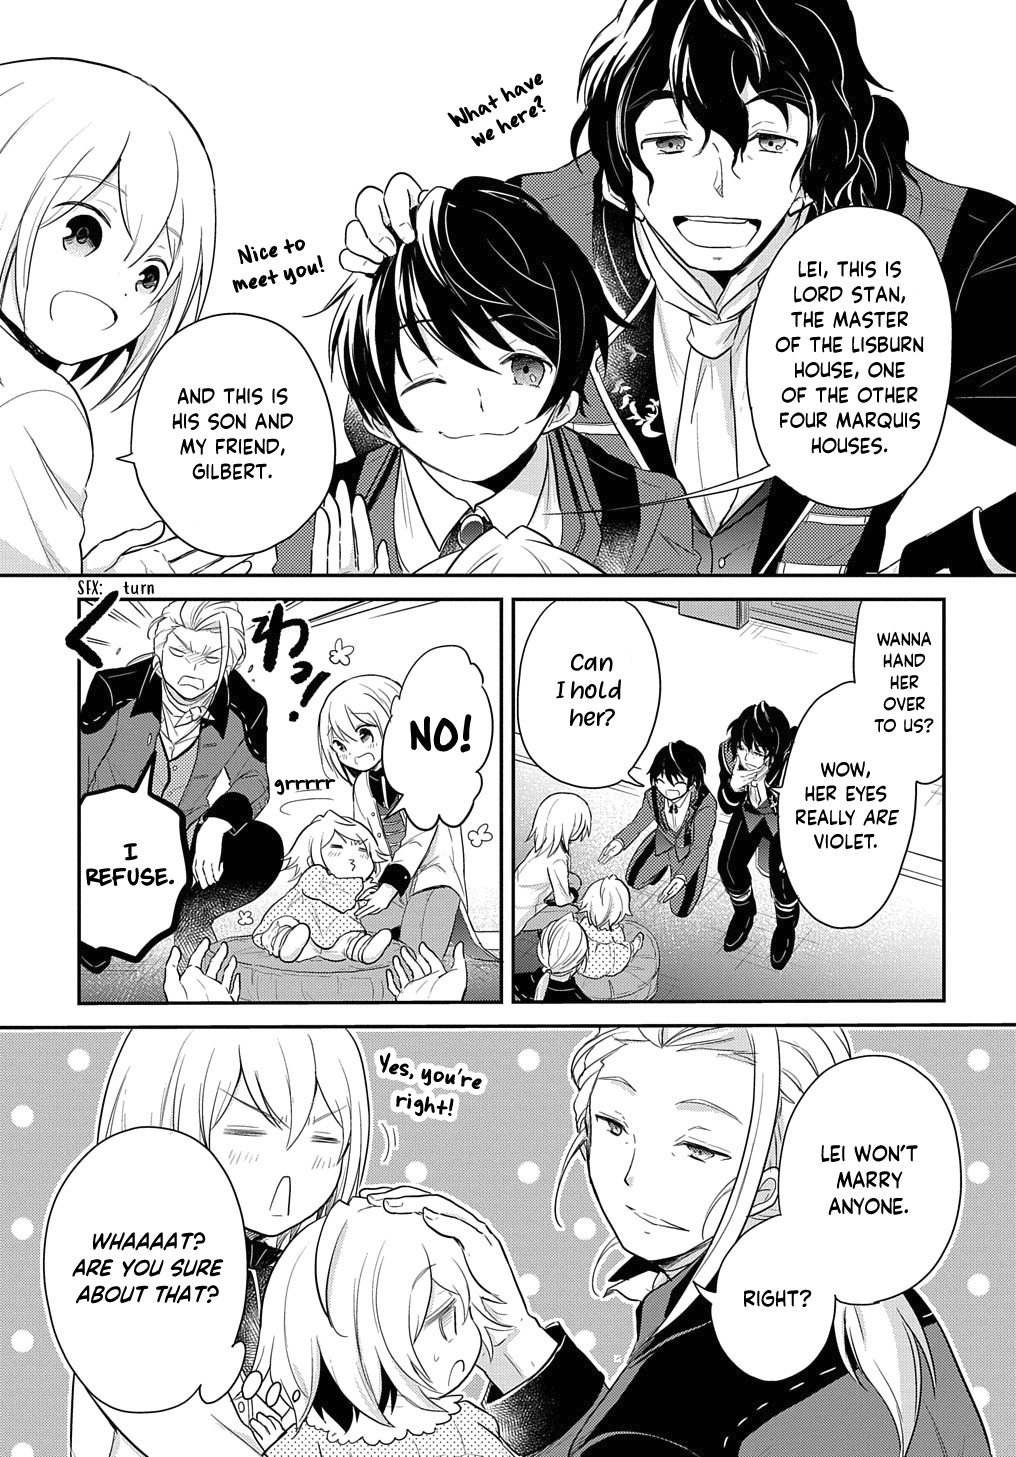 What have
we here?
LEI, THIS IS
LORD STAN,
THE MASTER
OF THE LISBURN
HOUSE, ONE
OF THE OTHER
FOUR MARQUIS
HOUSES.
Nice to
meet you!
AND THIS IS
HIS SON AND
MY FRIEND,
GILBERT.
WANNA
HAND
HER
OVER
TO US?
WOW,
HER EYES
REALLY ARE
VIOLET.
Can
I hold
her?
SFX: turn
くわっ!
NO!
grrrrr
I
REFUSE.
LEI WON'T
MARRY
ANYONE.
RIGHT?
Yes, you're
right!
WHAAAAT?
ARE YOU SURE
ABOUT THAT?